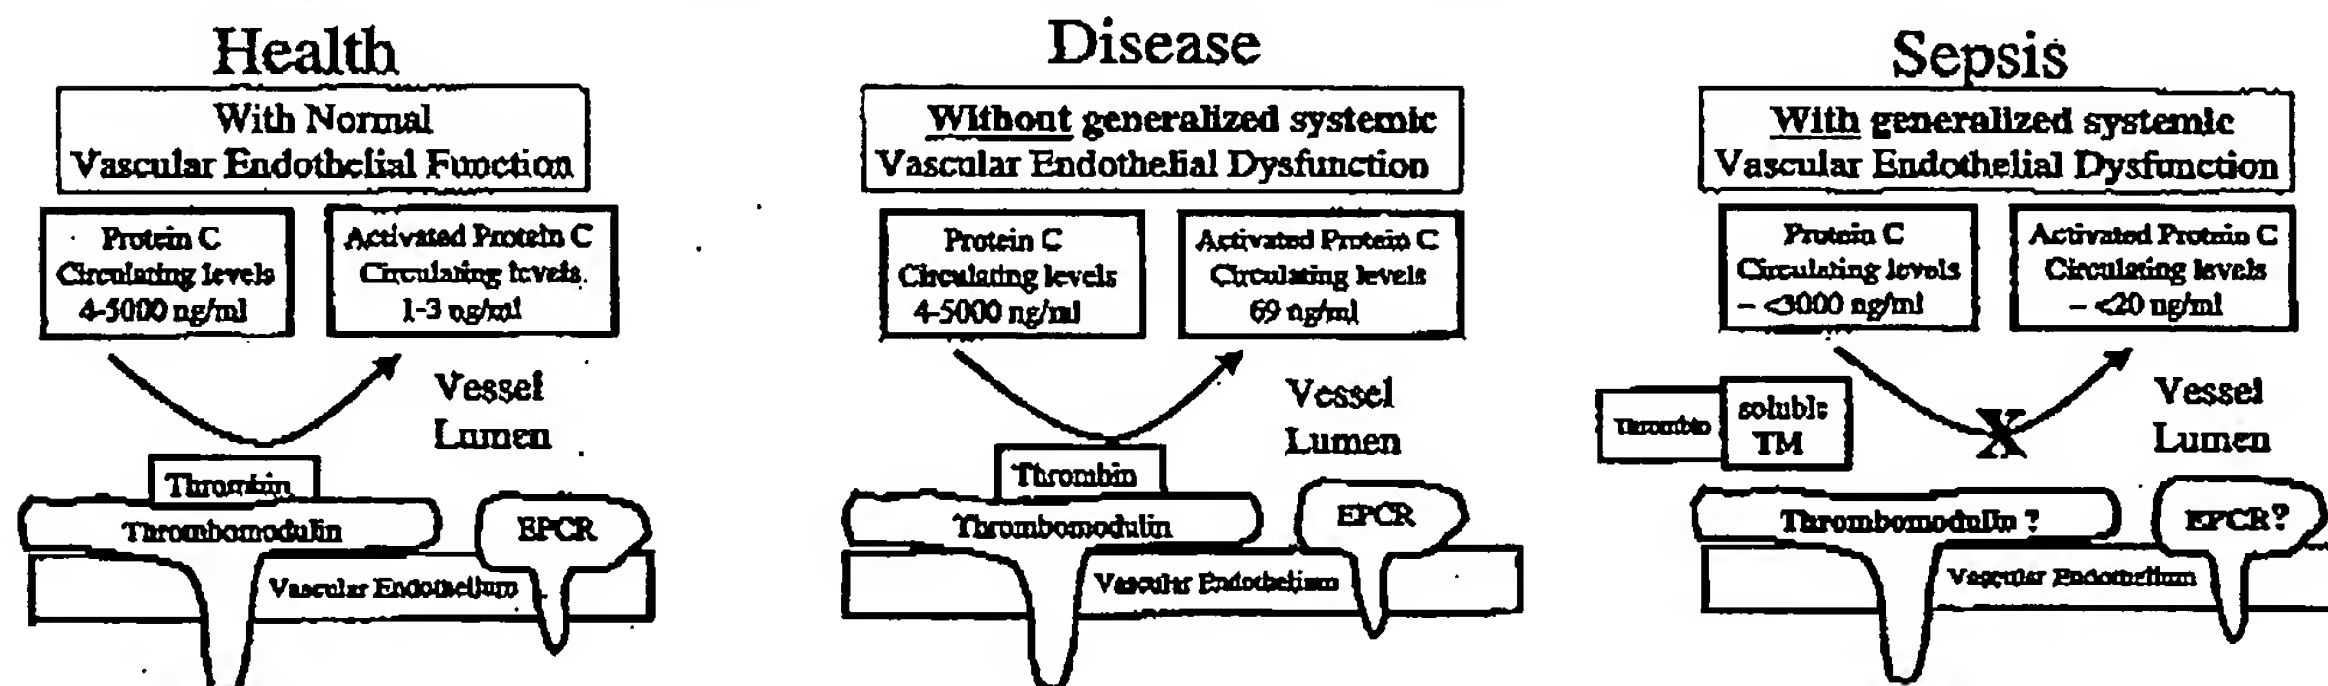 Health
With Normal
Vascular Endothelial Function
Protein C
Circulating levels
4-5000 ng/ml
Activated Protein C
Circulating levels
1-3 ng/ml
Vessel
Lumen
Thrombin
Thrombomodulin
EPCR
Vascular Endothelium
Disease
Without generalized systemic
Vascular Endothelial Dysfunction
Protein C
Circulating levels
4-5000 ng/ml
Activated Protein C
Circulating levels
69 ng/ml
Vessel
Lumen
Thrombin
Thrombomodulin
EPCR
Vascular Endothelium
Sepsis
With generalized systemic
Vascular Endothelial Dysfunction
Protein C
Circulating levels
– <3000 ng/ml
Activated Protein C
Circulating levels
– <20 ng/ml
Thrombin
soluble
TM
X
Vessel
Lumen
Thrombomodulin ?
EPCR?
Vascular Endothelium